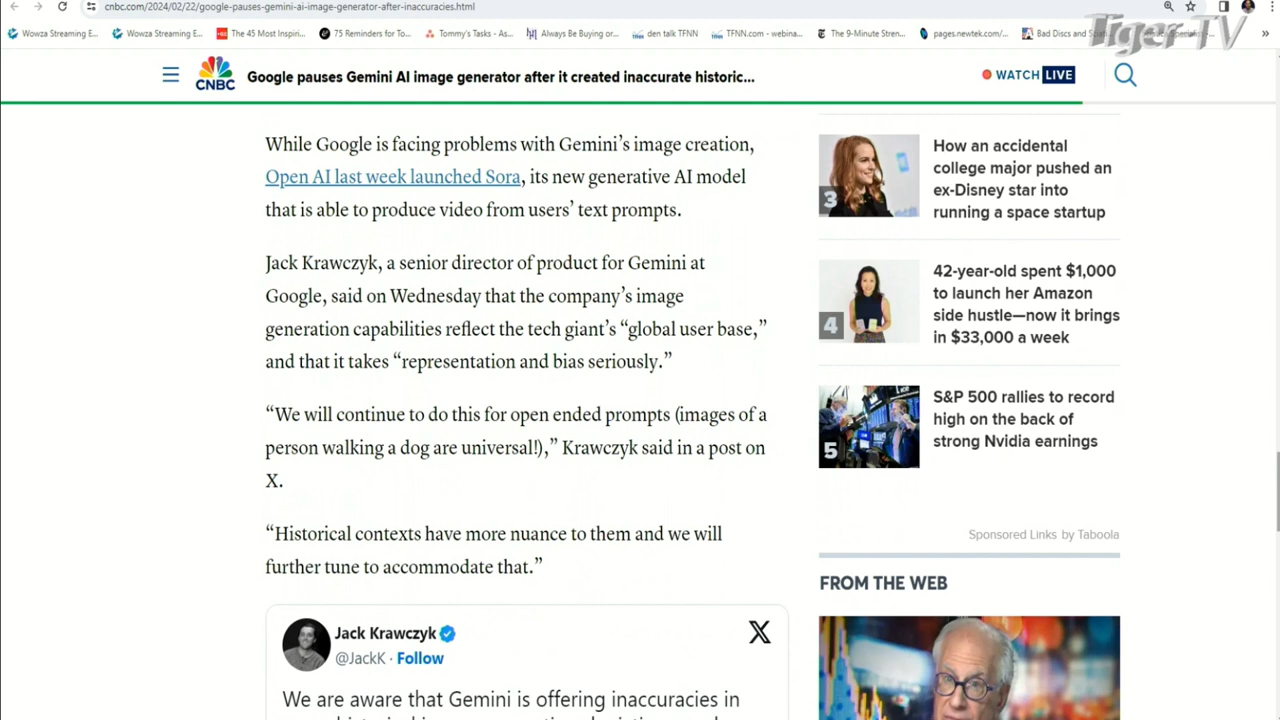 cnbc.com/2024/02/22/google-pauses-gemini-ai-image-generator-after-inaccuracies.html
Wowza Streaming E... Wowza Streaming E... The 45 Most Inspiri... 75 Reminders for To... Tommy's Tasks - As... Always Be Buying or... den talk TFNN TFNN.com - webina... The 9-Minute Stren... pages.newtek.com/... Bad Discs and »
Tiger TV
CNBC
Google pauses Gemini AI image generator after it created inaccurate historic...
WATCH LIVE
While Google is facing problems with Gemini’s image creation,
Open AI last week launched Sora, its new generative AI model
that is able to produce video from users’ text prompts.
Jack Krawczyk, a senior director of product for Gemini at
Google, said on Wednesday that the company’s image
generation capabilities reflect the tech giant’s “global user base,”
and that it takes “representation and bias seriously.”
“We will continue to do this for open ended prompts (images of a
person walking a dog are universal!),” Krawczyk said in a post on
X.
“Historical contexts have more nuance to them and we will
further tune to accommodate that.”
Jack Krawczyk
@JackK · Follow
X
We are aware that Gemini is offering inaccuracies in
3
How an accidental
college major pushed an
ex-Disney star into
running a space startup
4
42-year-old spent $1,000
to launch her Amazon
side hustle—now it brings
in $33,000 a week
5
S&P 500 rallies to record
high on the back of
strong Nvidia earnings
Sponsored Links by Taboola
FROM THE WEB